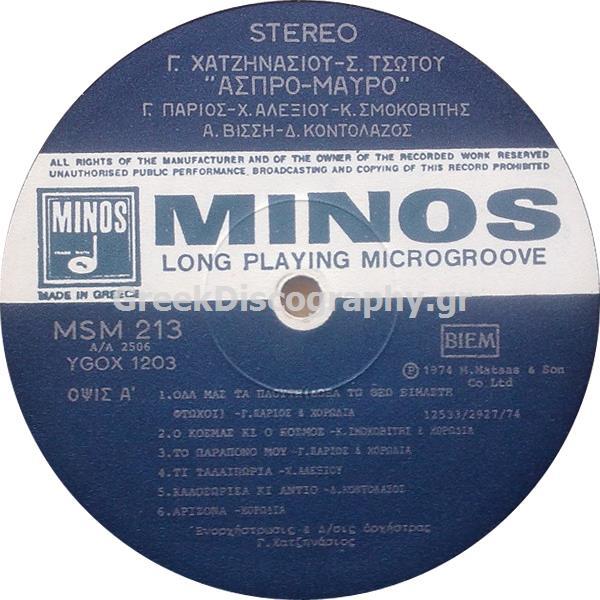 STEREO
Γ. ΧΑΤΖΗΝΑΣΙΟΥ-Σ. ΤΣΩΤΟΥ
"ΑΣΠΡΟ-ΜΑΥΡΟ"
Γ. ΠΑΡΙΟΣ-Χ. ΑΛΕΞΙΟΥ-Κ. ΣΜΟΚΟΒΙΤΗΣ
Α. ΒΙΣΣΗ-Δ. ΚΟΝΤΟΛΑΖΟΣ
ALL RIGHTS OF THE MANUFACTURER AND OF THE OWNER OF THE RECORDED WORK RESERVED
UNAUTHORISED PUBLIC PERFORMANCE, BROADCASTING AND COPYING OF THIS RECORD PROHIBITED
MINOS
TRADE MARK
MINOS
LONG PLAYING MICROGROOVE
MADE IN GREECE
GreekDiscography.gr
MSM 213
A/A 2506
YGOX 1203
BIEM
Ⓟ 1974 M. Matsas & Son
Co Ltd
ΟΨΙΣ Α'
1. ΟΛΑ ΜΑΣ ΤΑ ΠΛΟΥΤΗ ΤΩ ΘΕΩ ΕΙΜΑΣΤΕ
ΦΤΩΧΟΙ) -Γ. ΠΑΡΙΟΣ & ΧΟΡΩΔΙΑ
12533/2927/74
2. Ο ΚΟΣΜΑΣ ΚΙ Ο ΚΟΣΜΟΣ -Κ. ΣΜΟΚΟΒΙΤΗΣ & ΧΟΡΩΔΙΑ
3. ΤΟ ΠΑΡΑΠΟΝΟ ΜΟΥ -Γ. ΠΑΡΙΟΣ & ΧΟΡΩΔΙΑ
4. ΤΙ ΤΑΛΑΙΠΩΡΙΑ -Χ. ΑΛΕΞΙΟΥ
5. ΚΑΛΩΣΩΡΙΣΑ ΚΙ ΑΝΤΙΟ -Δ. ΚΟΝΤΟΛΑΖΟΣ
6. ΑΡΙΖΟΝΑ -ΧΟΡΩΔΙΑ
Ἐνορχήστρωσις & Δ/σις ὀρχήστρας
Γ. Χατζηνάσιος